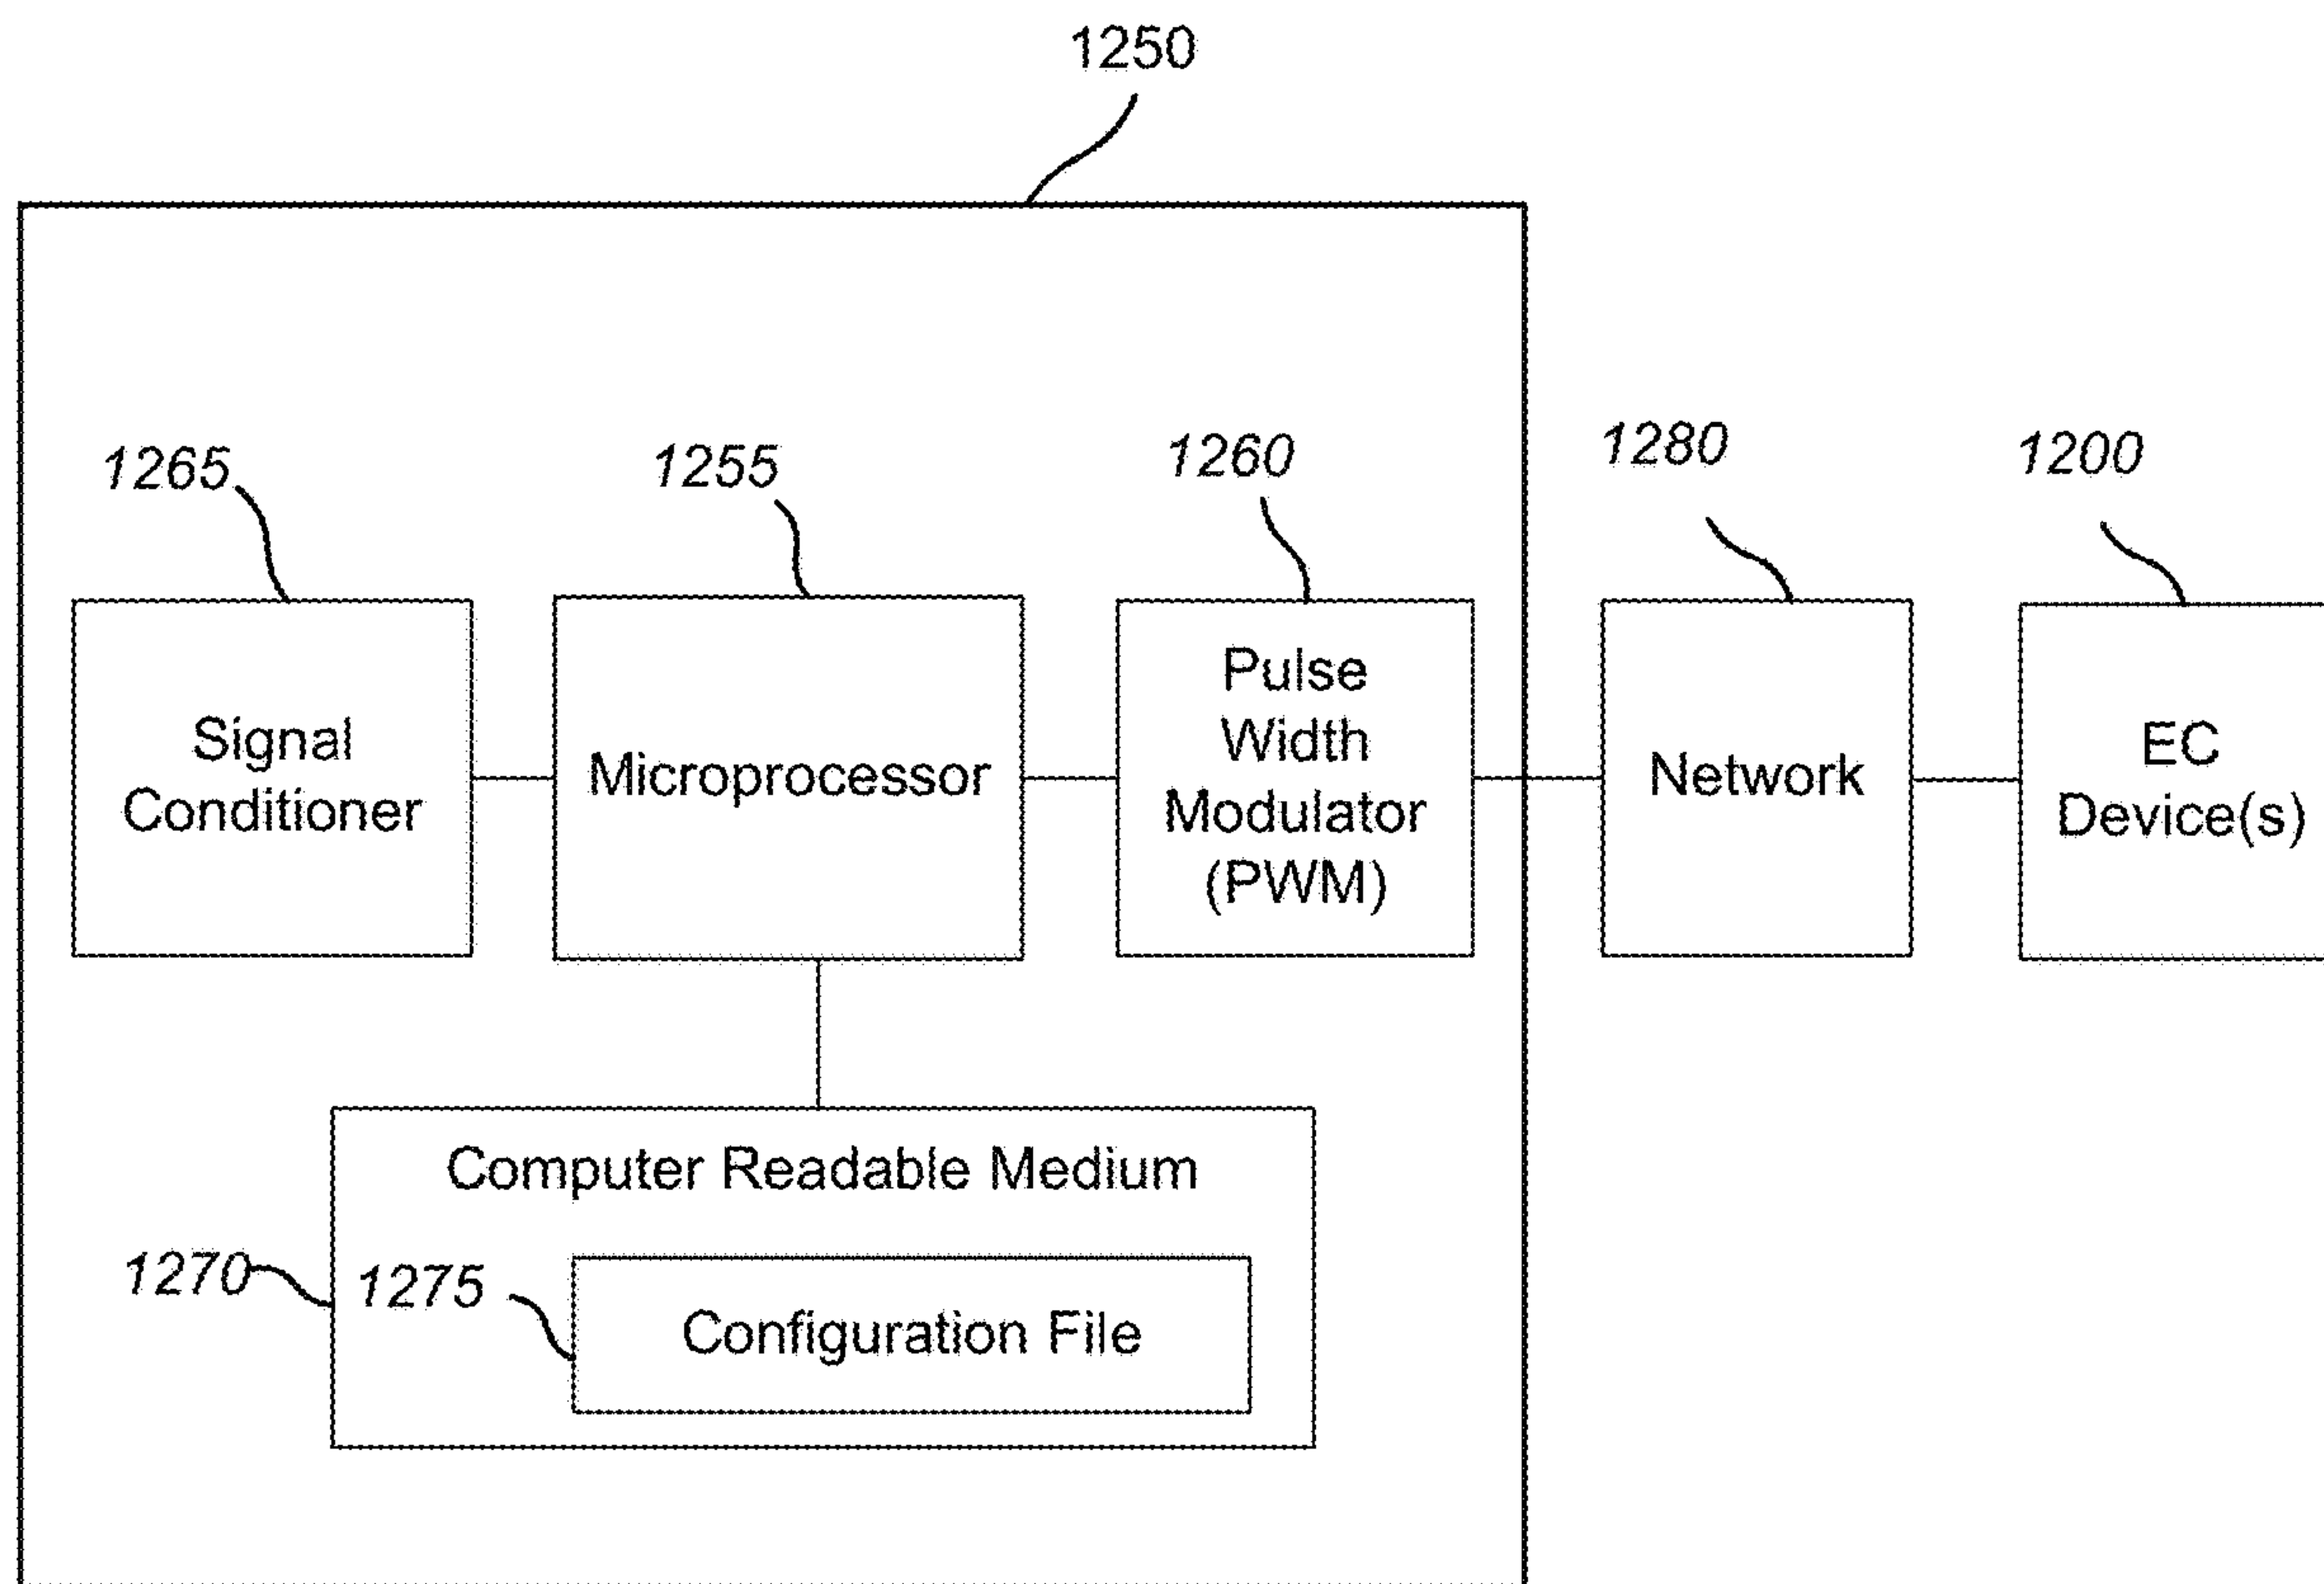 1250
1265
1255
1260
1280
1200
Signal
Conditioner
Microprocessor
Pulse
Width
Modulator
(PWM)
Network
EC
Device(s)
Computer Readable Medium
1270
1275
Configuration File